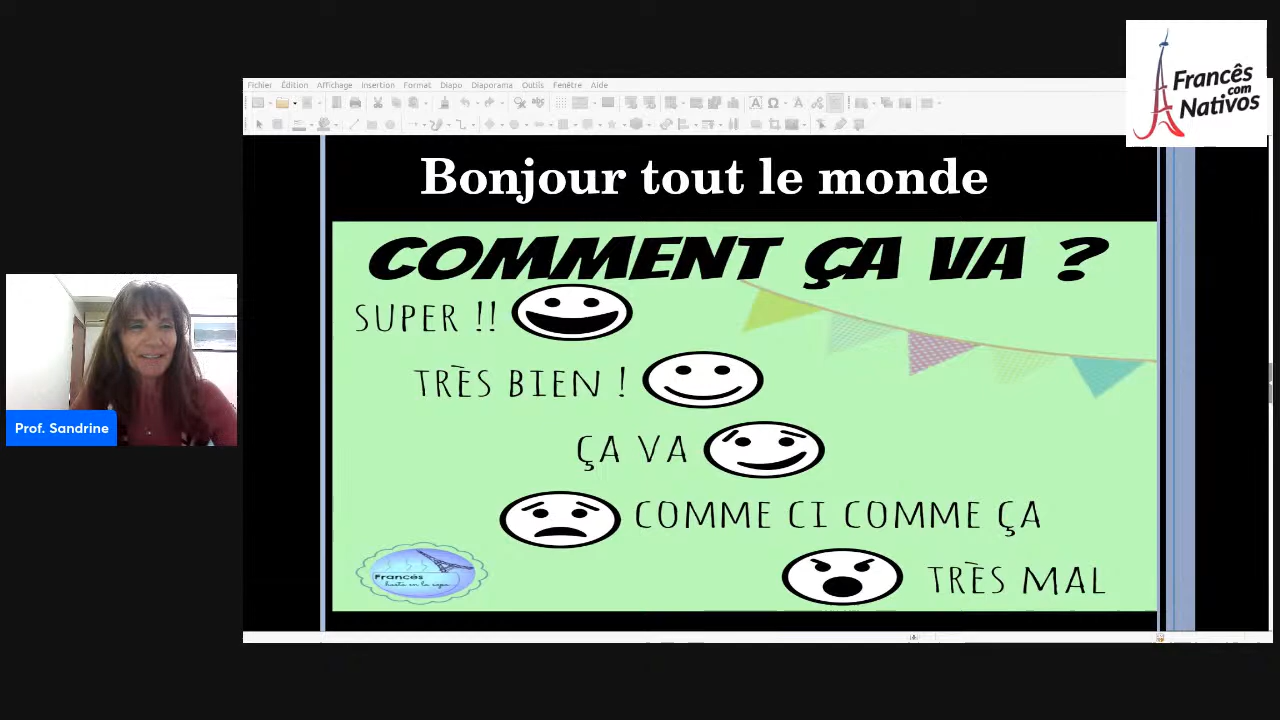 Francês
com
Nativos
Fichier Édition Affichage Insertion Format Diapo Diaporama Outils Fenêtre Aide
Bonjour tout le monde
COMMENT ÇA VA ?
SUPER !!
TRÈS BIEN !
ÇA VA
COMME CI COMME ÇA
TRÈS MAL
Prof. Sandrine
Francés